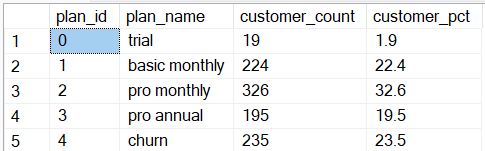 plan_id plan_name customer_count customer_pct
1 0 trial 19 1.9
2 1 basic monthly 224 22.4
3 2 pro monthly 326 32.6
4 3 pro annual 195 19.5
5 4 churn 235 23.5